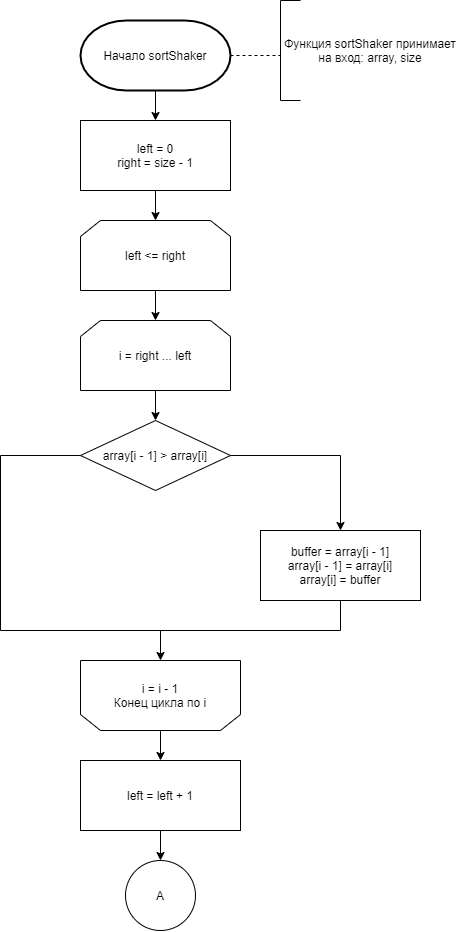 Начало sortShaker
Функция sortShaker принимает
на вход: array, size
left = 0
right = size - 1
left <= right
i = right ... left
array[i - 1] > array[i]
buffer = array[i - 1]
array[i - 1] = array[i]
array[i] = buffer
i = i - 1
Конец цикла по i
left = left + 1
A